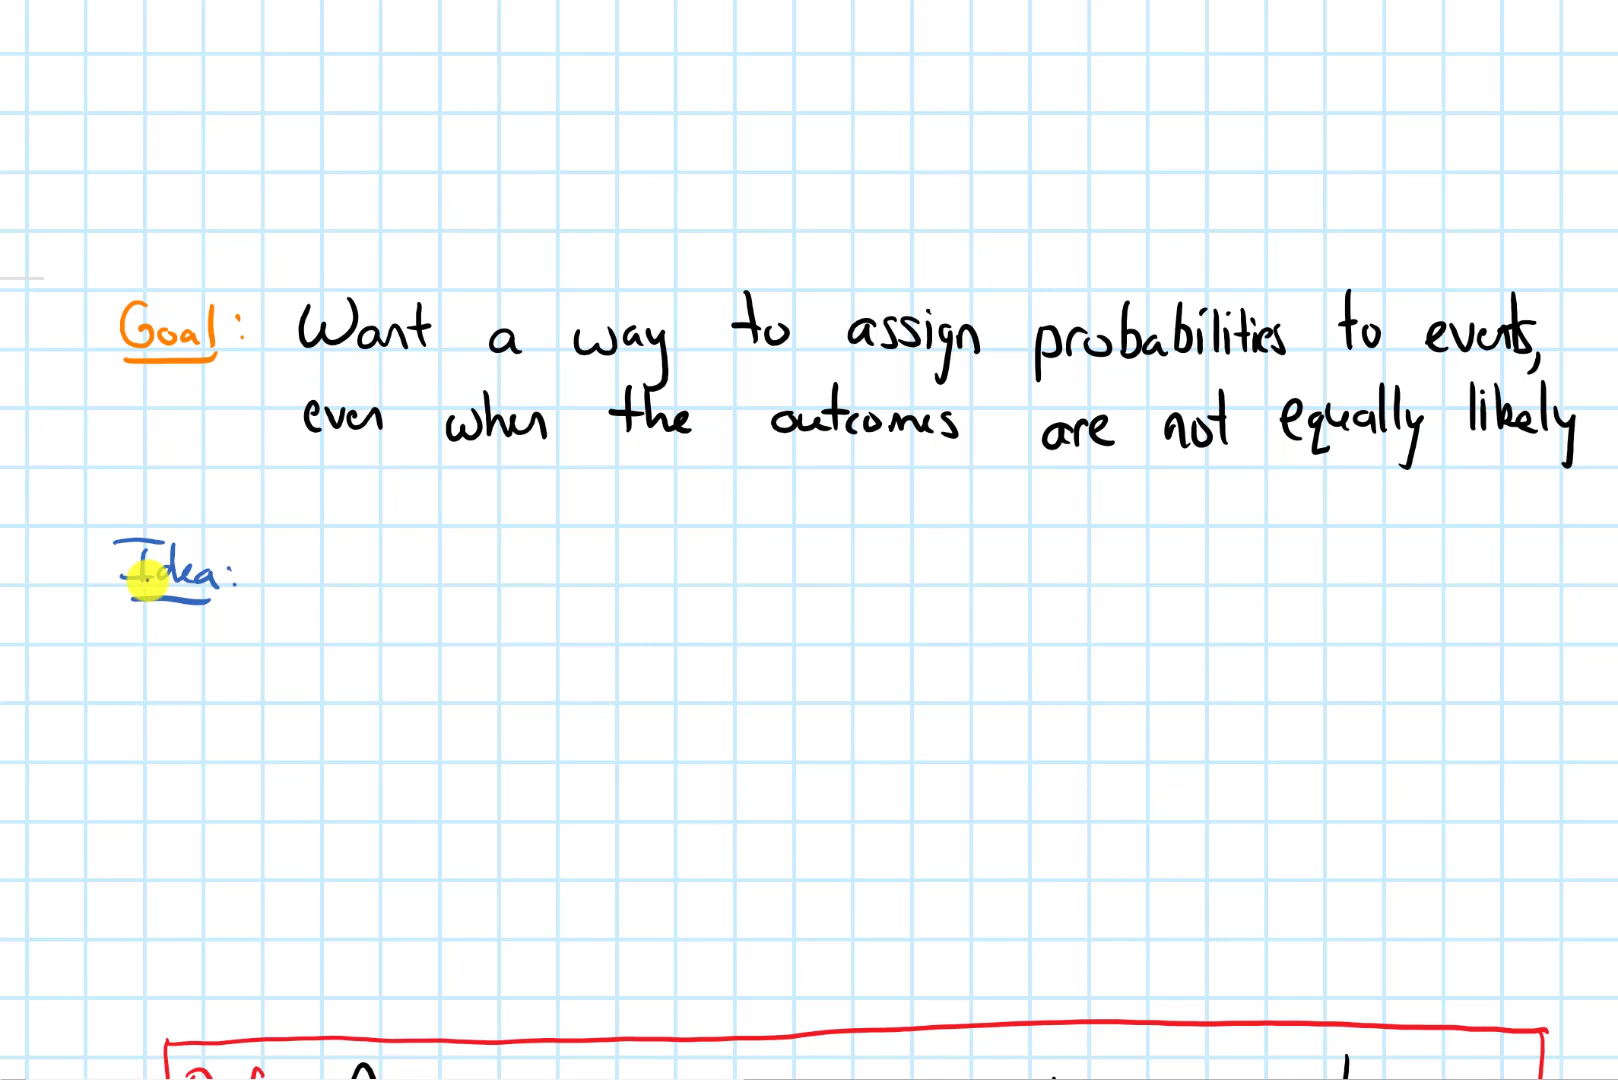 Goal: Want a way to assign probabilities to events,
even when the outcomes are not equally likely
Idea: